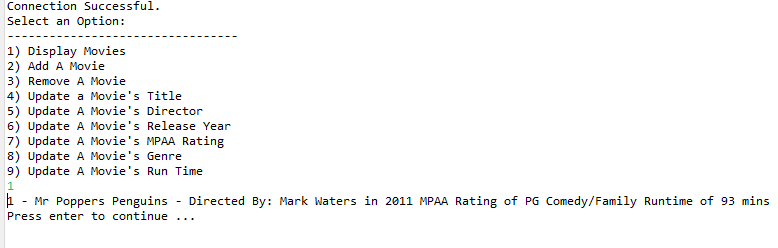 Connection Successful.
Select an Option:
---------------------------------
1) Display Movies
2) Add A Movie
3) Remove A Movie
4) Update a Movie's Title
5) Update A Movie's Director
6) Update A Movie's Release Year
7) Update A Movie's MPAA Rating
8) Update A Movie's Genre
9) Update A Movie's Run Time
1
1 - Mr Poppers Penguins - Directed By: Mark Waters in 2011 MPAA Rating of PG Comedy/Family Runtime of 93 mins
Press enter to continue ...